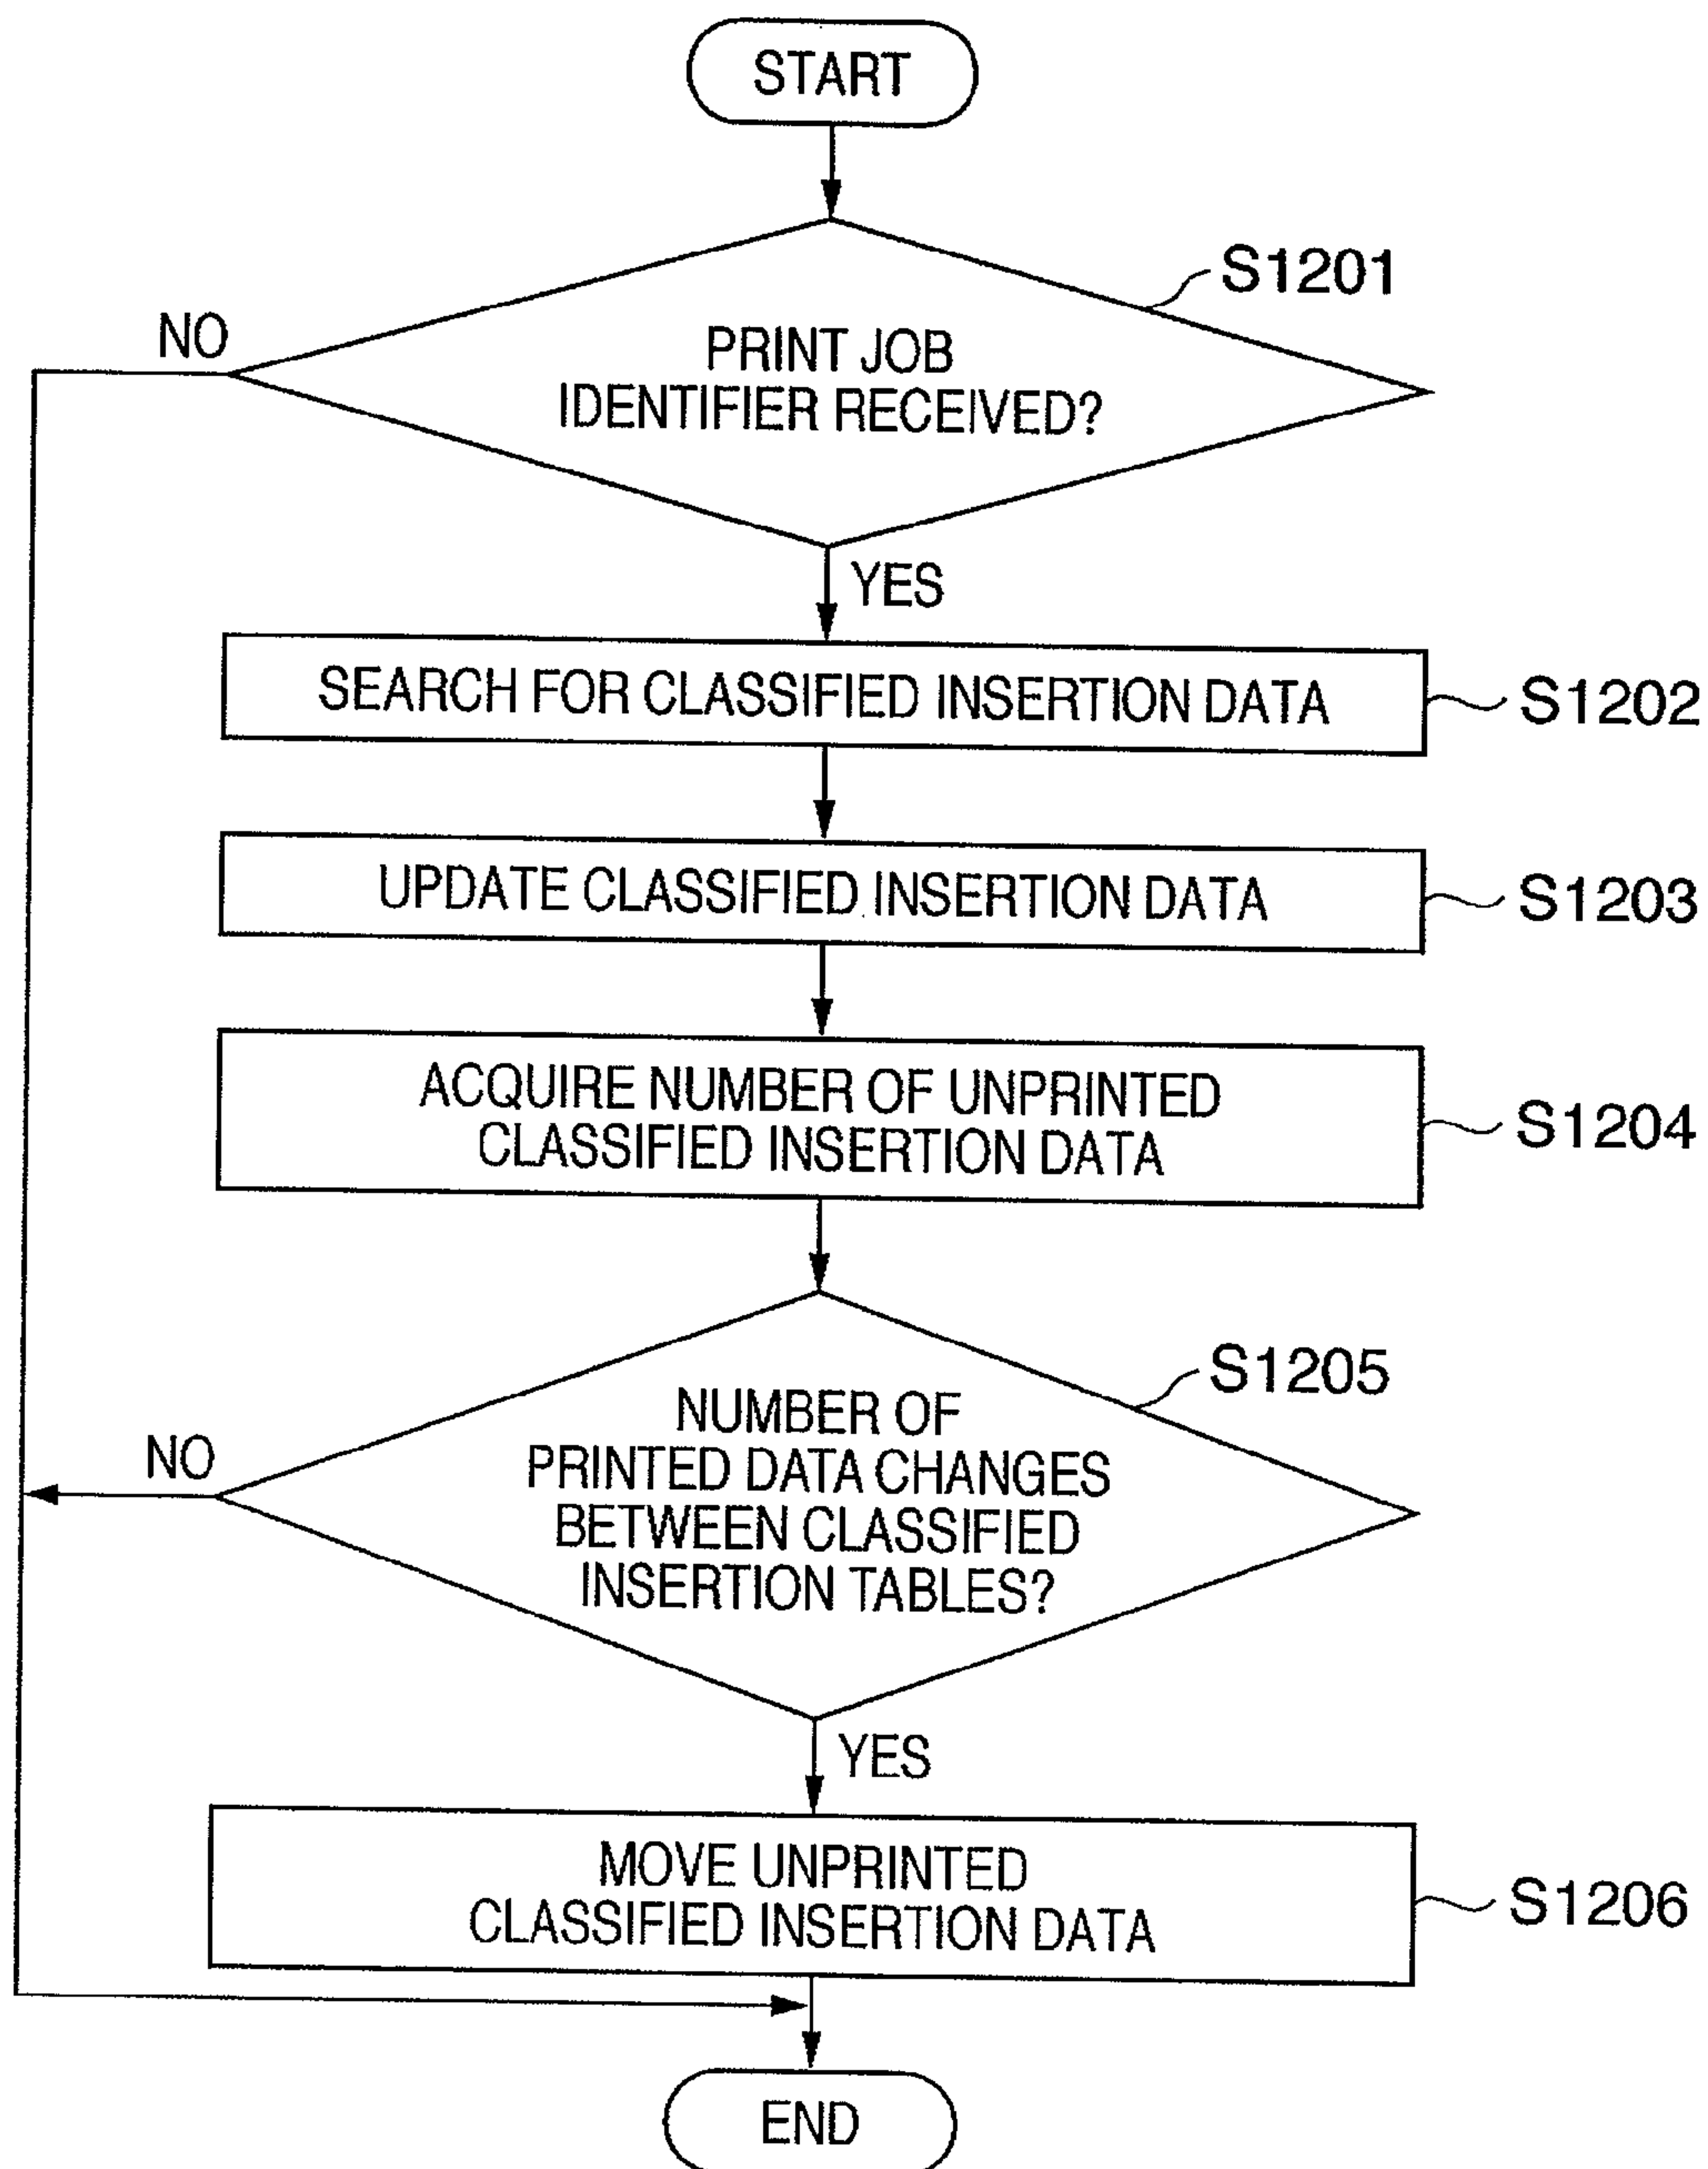 START
S1201
NO
PRINT JOB
IDENTIFIER RECEIVED?
YES
SEARCH FOR CLASSIFIED INSERTION DATA
S1202
UPDATE CLASSIFIED INSERTION DATA
S1203
ACQUIRE NUMBER OF UNPRINTED
CLASSIFIED INSERTION DATA
S1204
S1205
NO
NUMBER OF
PRINTED DATA CHANGES
BETWEEN CLASSIFIED
INSERTION TABLES?
YES
MOVE UNPRINTED
CLASSIFIED INSERTION DATA
S1206
END